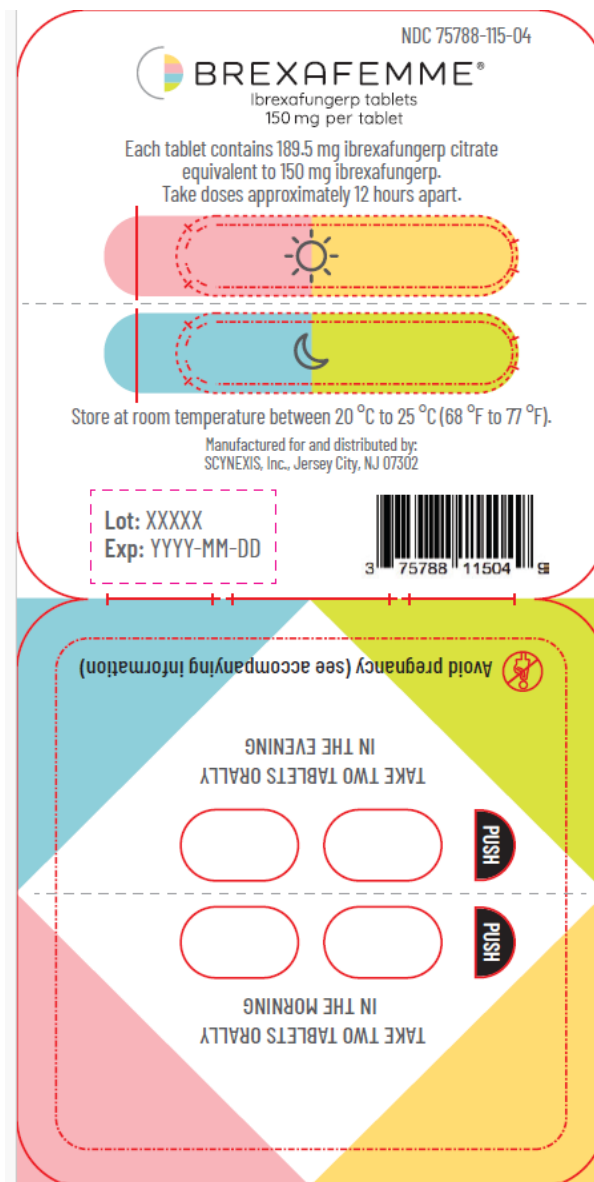 NDC 75788-115-04
BREXAFEMME®
Ibrexafungerp tablets
150 mg per tablet
Each tablet contains 189.5 mg ibrexafungerp citrate
equivalent to 150 mg ibrexafungerp.
Take doses approximately 12 hours apart.
Store at room temperature between 20 °C to 25 °C (68 °F to 77 °F).
Manufactured for and distributed by:
SCYNEXIS, Inc., Jersey City, NJ 07302
Lot: XXXXX
Exp: YYYY-MM-DD
3 75788 11504
Avoid pregnancy (see accompanying information)
TAKE TWO TABLETS ORALLY
IN THE EVENING
PUSH
PUSH
TAKE TWO TABLETS ORALLY
IN THE MORNING